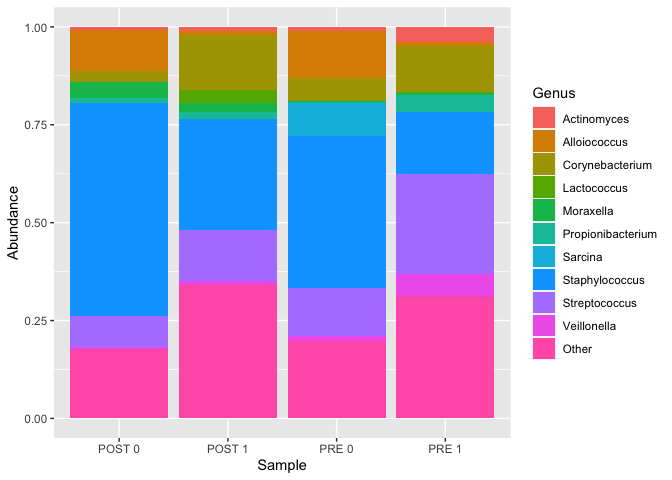 1.00
0.75
0.50
0.25
0.00
Abundance
POST 0 POST 1 PRE 0 PRE 1
Sample
Genus
Actinomyces
Alloiococcus
Corynebacterium
Lactococcus
Moraxella
Propionibacterium
Sarcina
Staphylococcus
Streptococcus
Veillonella
Other